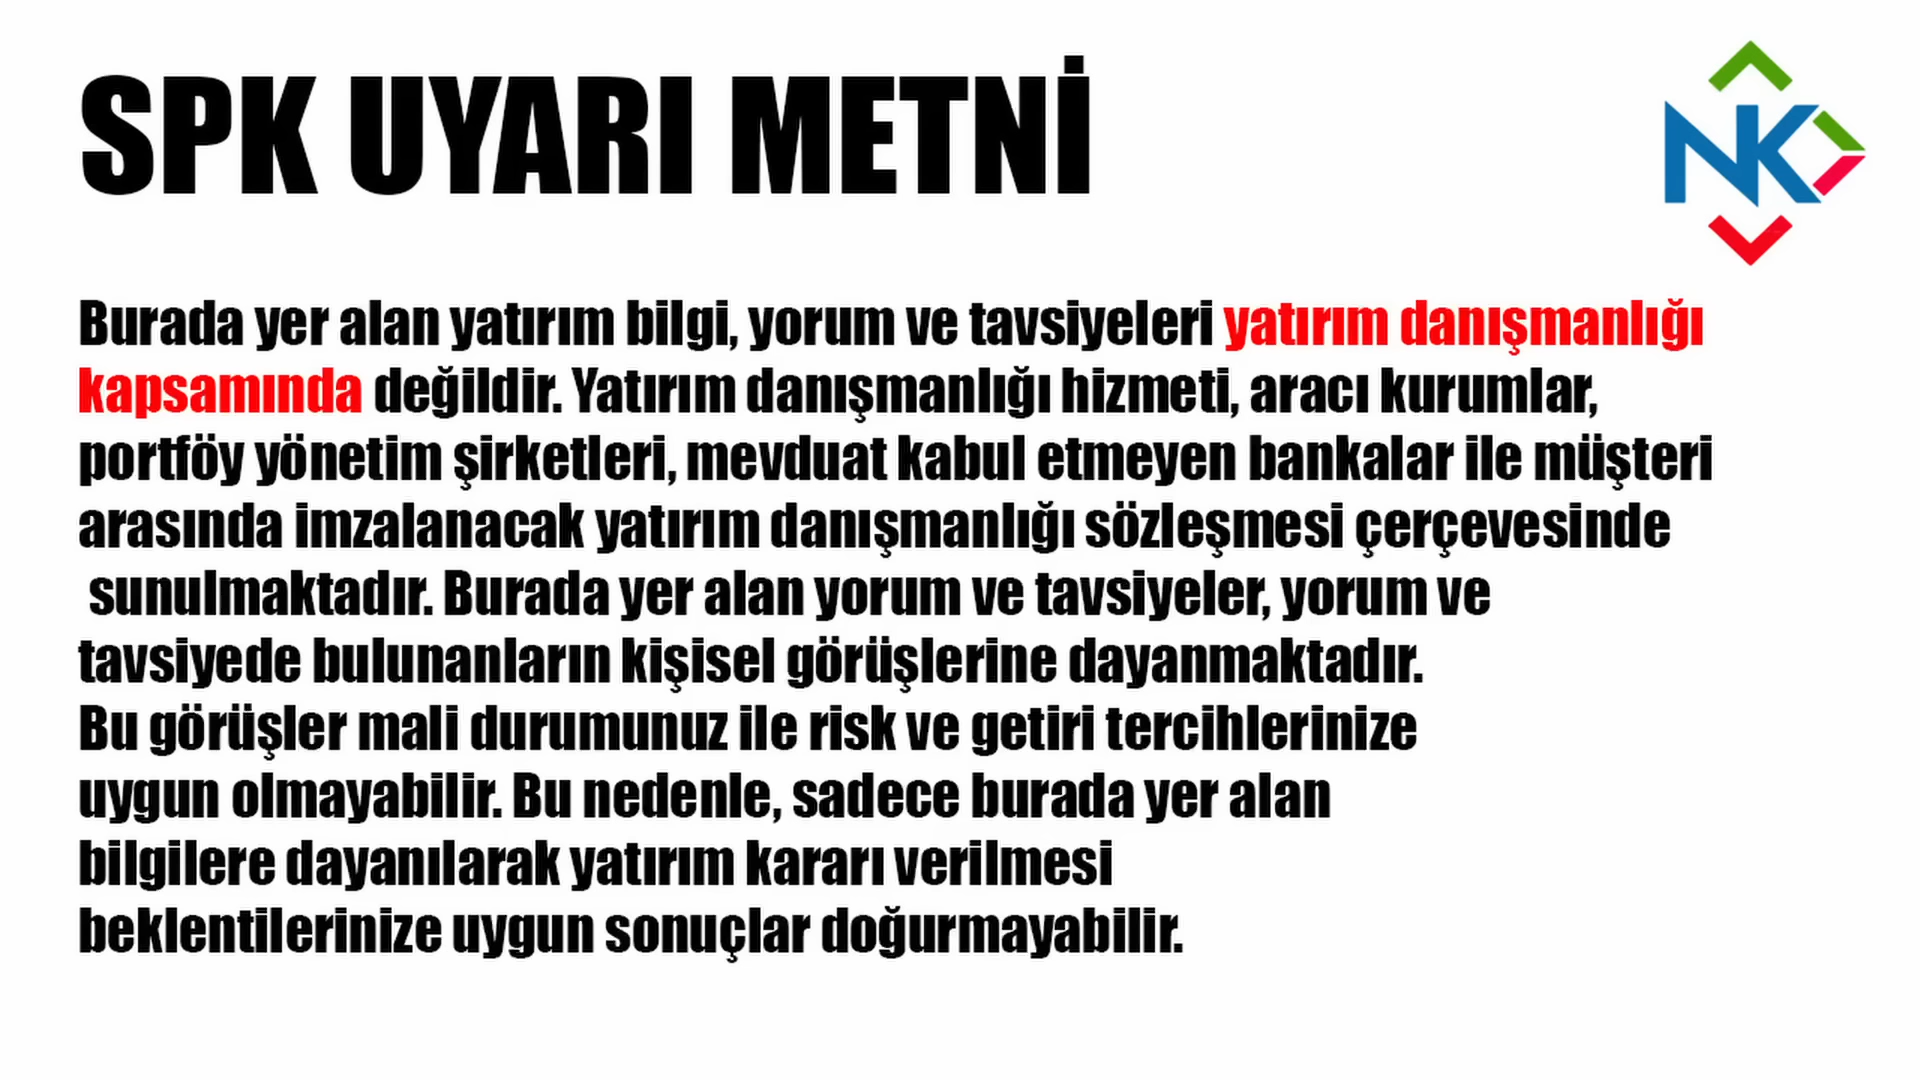 SPK UYARI METNİ
NK
Burada yer alan yatırım bilgi, yorum ve tavsiyeleri yatırım danışmanlığı
kapsamında değildir. Yatırım danışmanlığı hizmeti, aracı kurumlar,
portföy yönetim şirketleri, mevduat kabul etmeyen bankalar ile müşteri
arasında imzalanacak yatırım danışmanlığı sözleşmesi çerçevesinde
sunulmaktadır. Burada yer alan yorum ve tavsiyeler, yorum ve
tavsiyede bulunanların kişisel görüşlerine dayanmaktadır.
Bu görüşler mali durumunuz ile risk ve getiri tercihlerinize
uygun olmayabilir. Bu nedenle, sadece burada yer alan
bilgilere dayanılarak yatırım kararı verilmesi
beklentilerinize uygun sonuçlar doğurmayabilir.